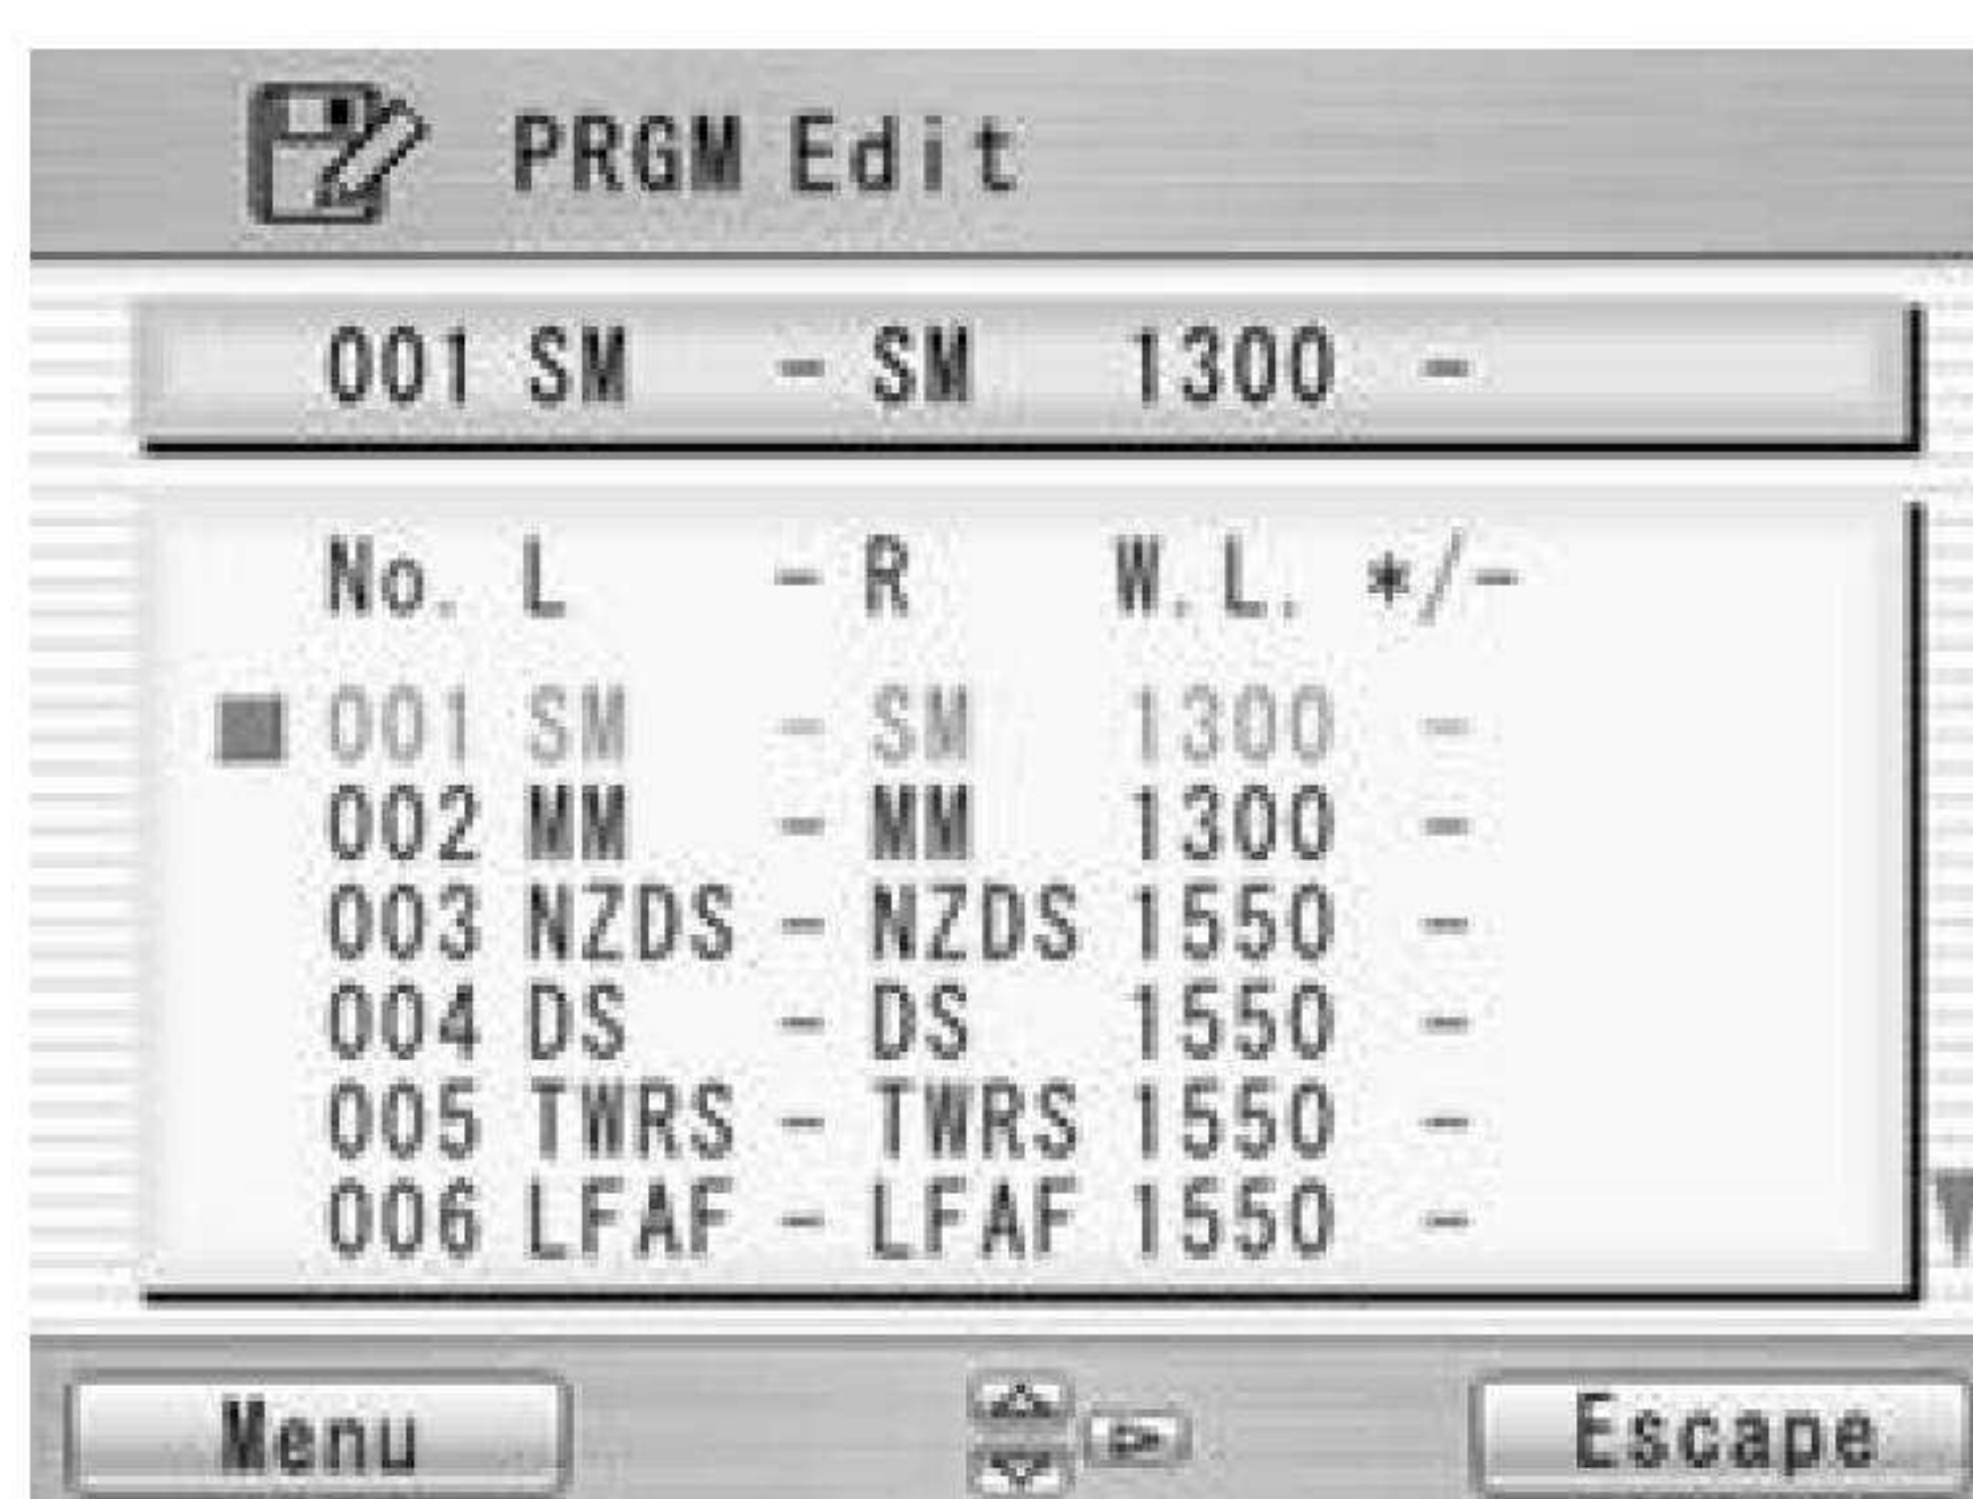 PRGM Edit
001 SM - SM 1300 -
No. L - R W.L. */-
001 SM - SM 1300 -
002 MM - MM 1300 -
003 NZDS - NZDS 1550 -
004 DS - DS 1550 -
005 TWRS - TWRS 1550 -
006 LFAF - LFAF 1550 -
Menu Escape